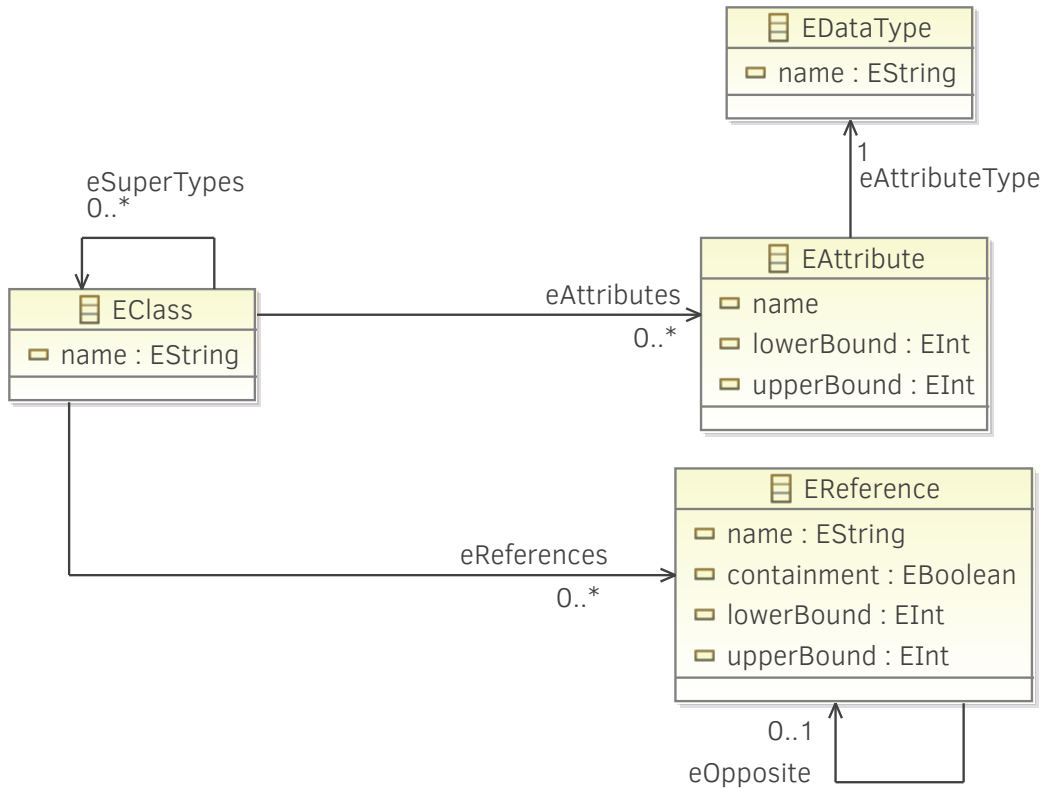 EDataType
name : EString
1
eAttributeType
eSuperTypes
0..*
EClass
name : EString
eAttributes
0..*
EAttribute
name
lowerBound : EInt
upperBound : EInt
eReferences
0..*
EReference
name : EString
containment : EBoolean
lowerBound : EInt
upperBound : EInt
0..1
eOpposite